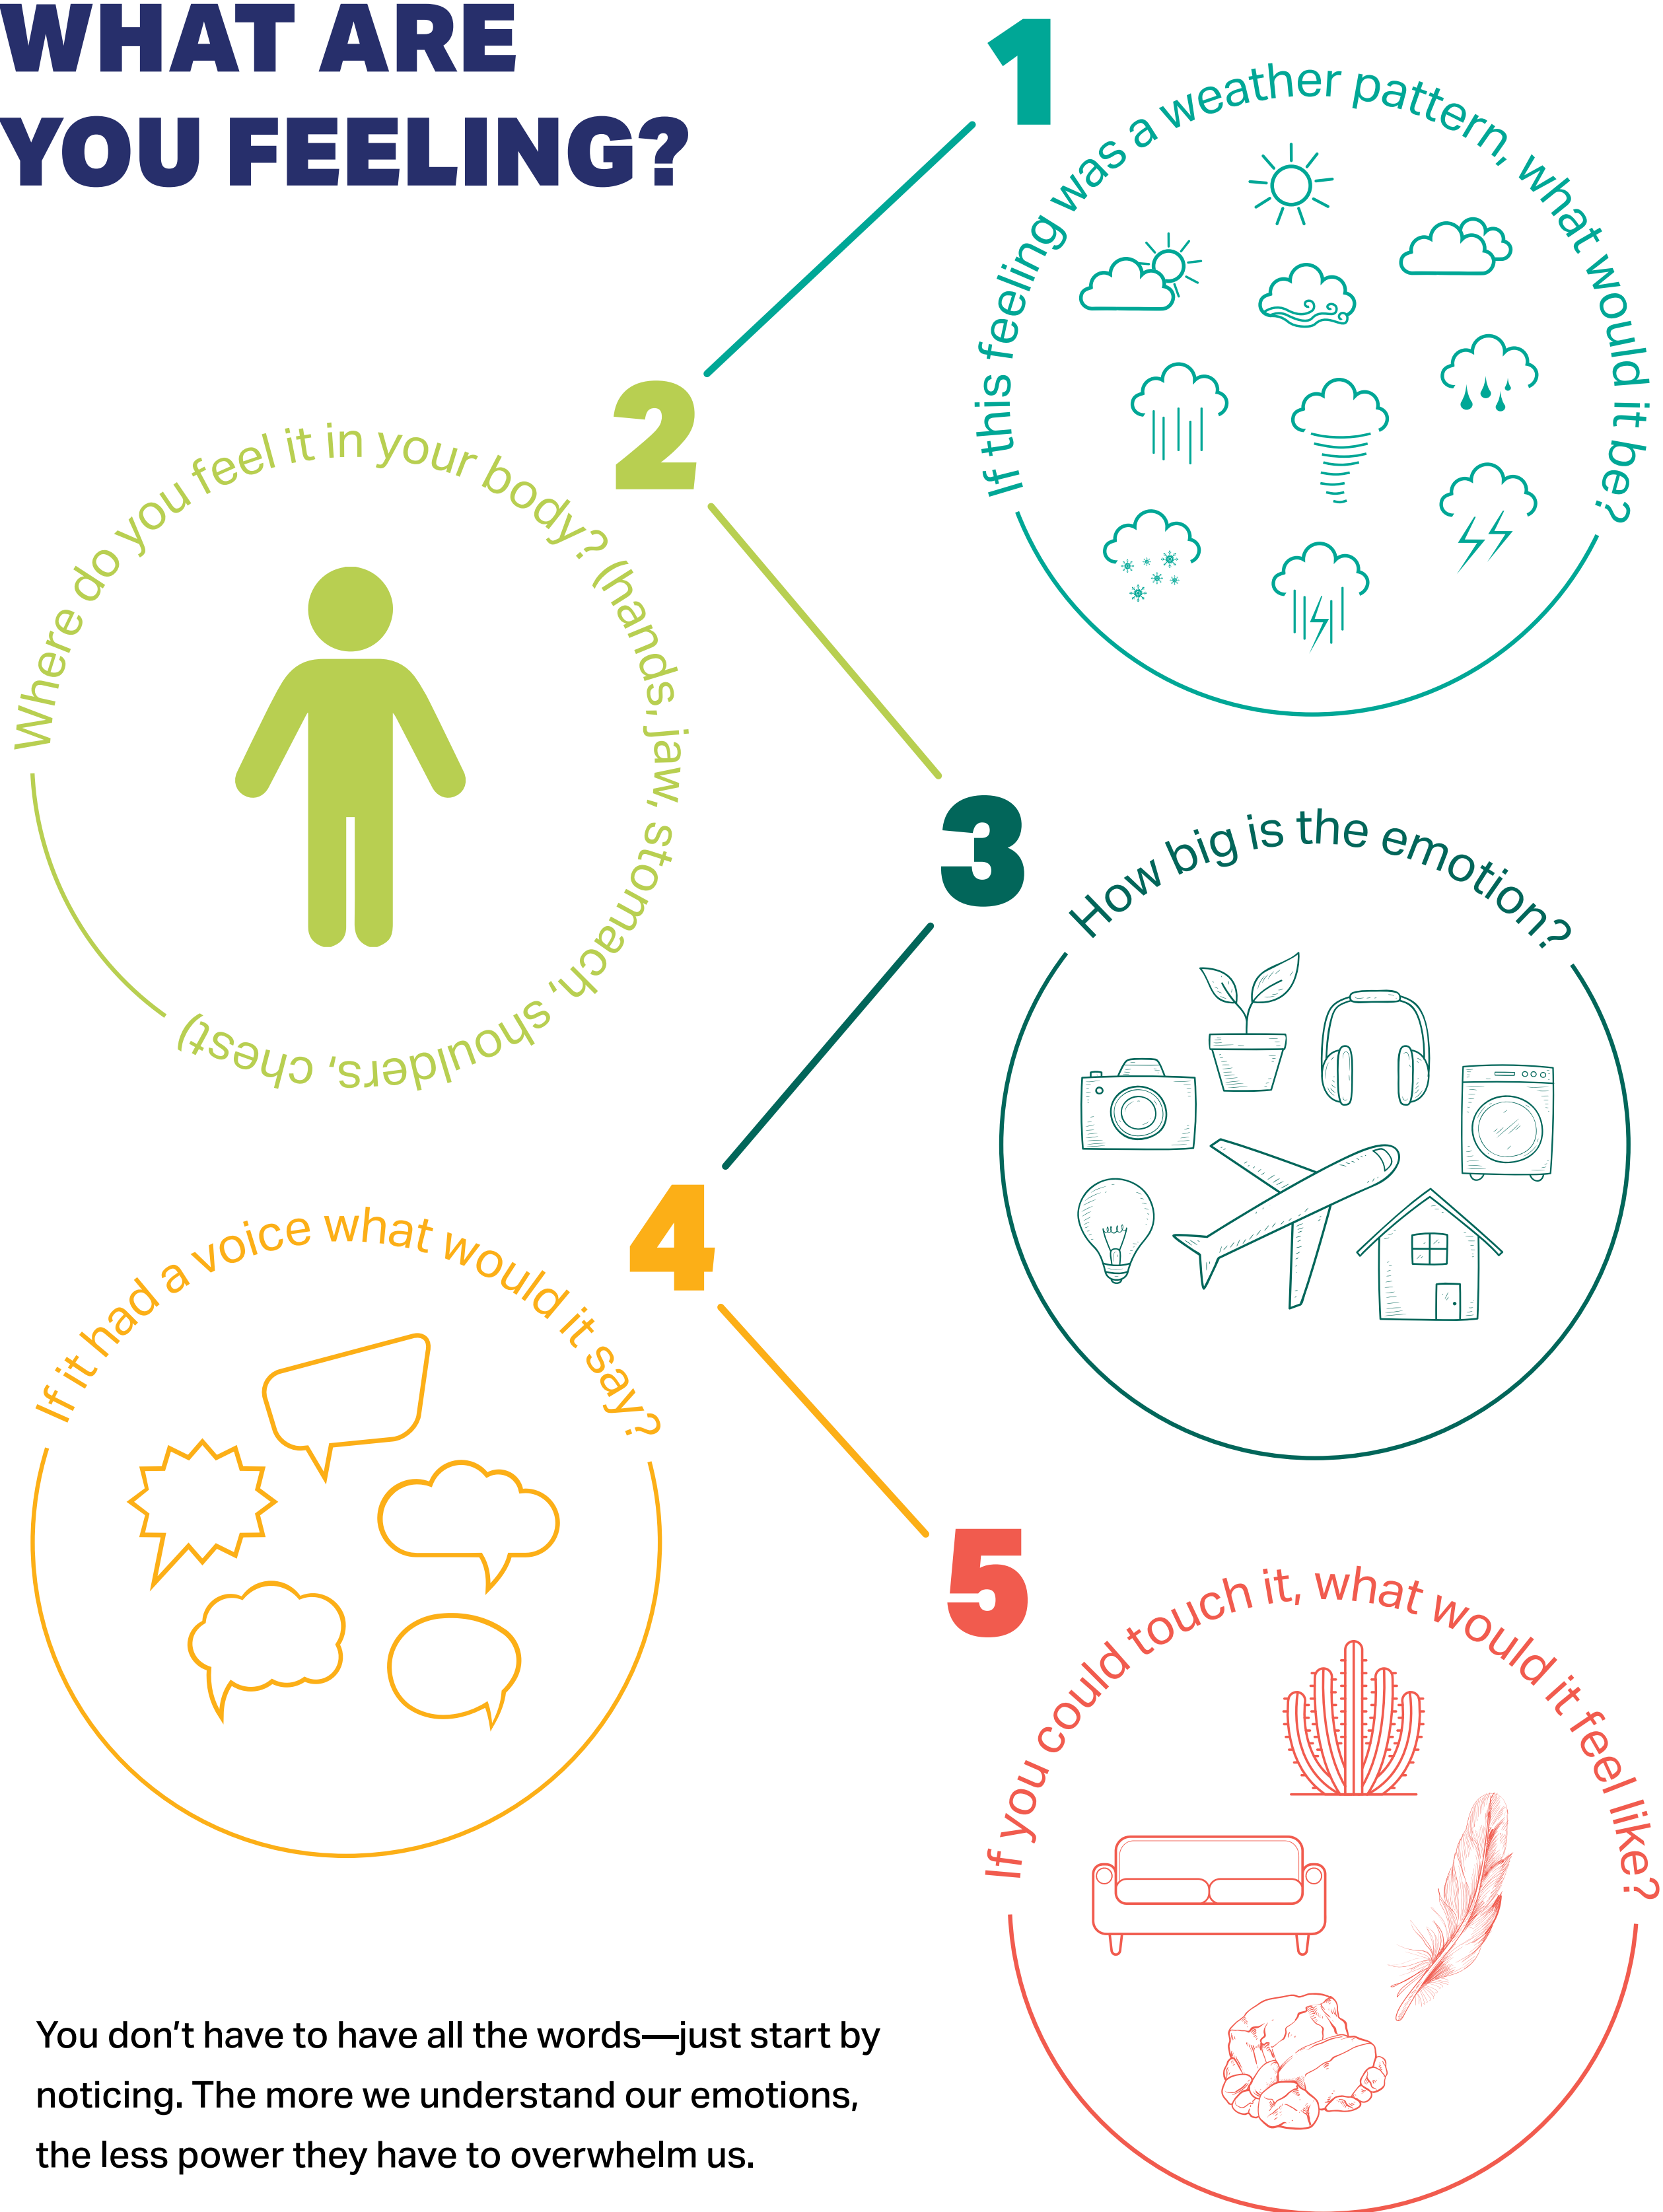 WHAT ARE
YOU FEELING?
1
If this feeling was a weather pattern, what would it be?
2
Where do you feel it in your body? (hands, jaw, stomach, shoulders, chest)
3
How big is the emotion?
4
If it had a voice what would it say?
5
If you could touch it, what would it feel like?
You don’t have to have all the words—just start by
noticing. The more we understand our emotions,
the less power they have to overwhelm us.